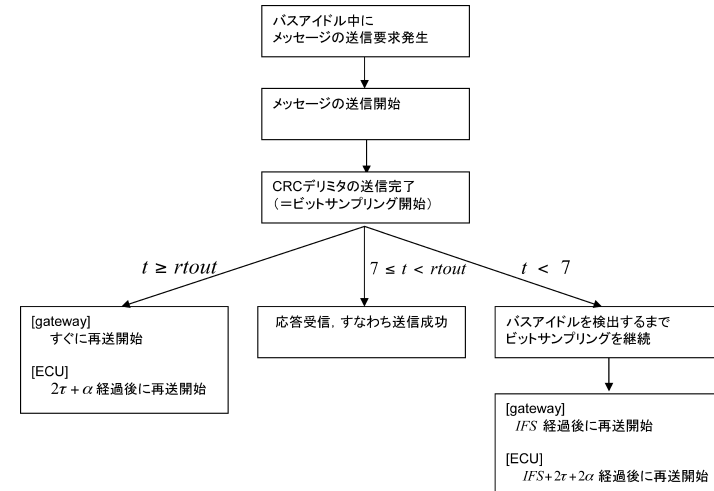 バスアイドル中に
メッセージの送信要求発生
メッセージの送信開始
CRCデリミタの送信完了
(=ビットサンプリング開始)
t ≥ rtout
7 ≤ t < rtout
t < 7
[gateway]
すぐに再送開始
[ECU]
2τ + α 経過後に再送開始
応答受信, すなわち送信成功
バスアイドルを検出するまで
ビットサンプリングを継続
[gateway]
IFS 経過後に再送開始
[ECU]
IFS+2τ+2α 経過後に再送開始